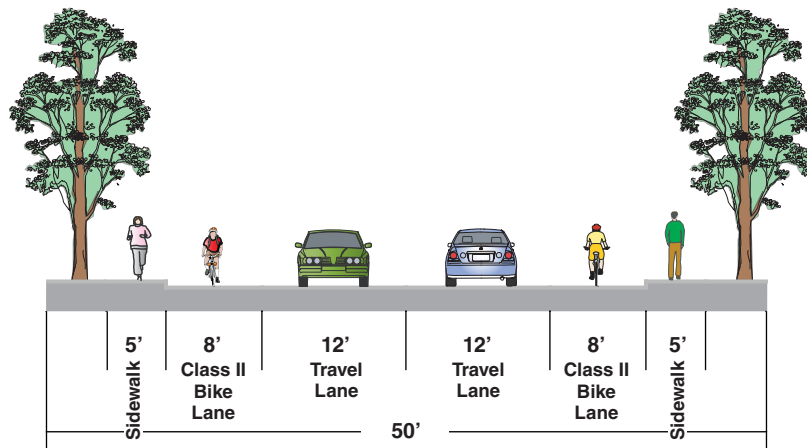 5’ 8’ 12’ 12’ 8’ 5’
Sidewalk
Class II
Bike
Lane
Travel
Lane
Travel
Lane
Class II
Bike
Lane
Sidewalk
50’